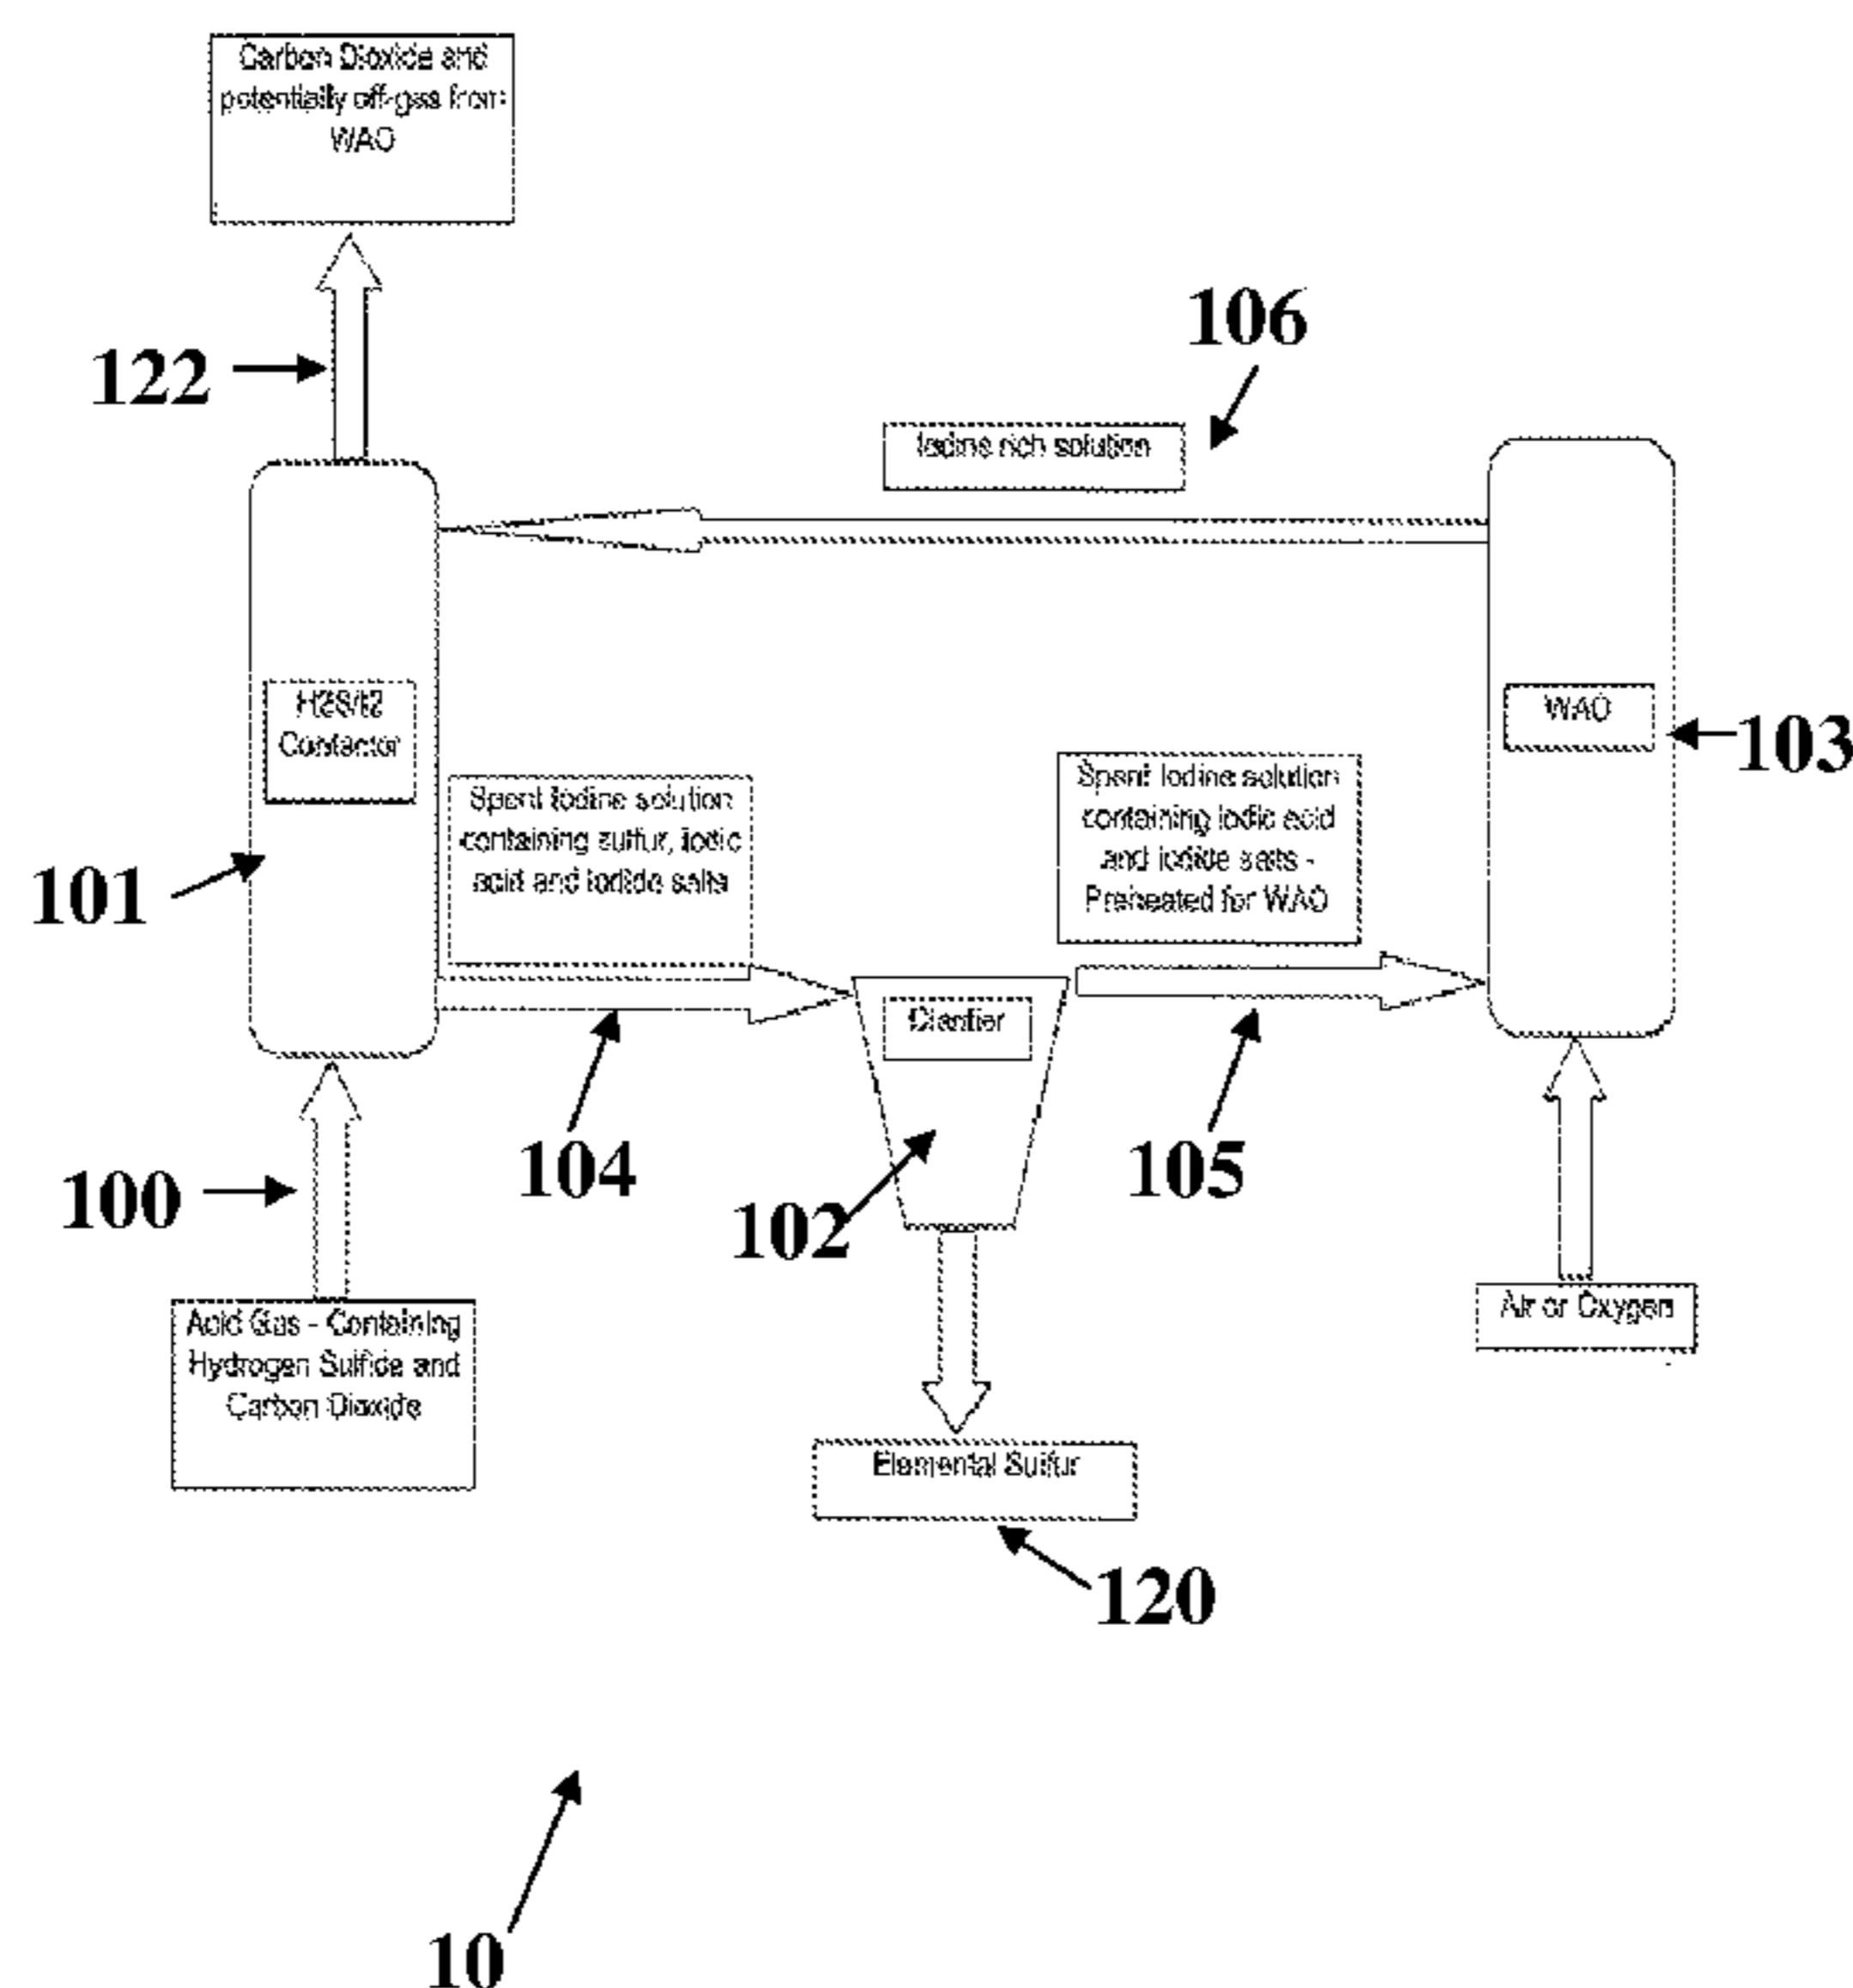 Carbon Dioxide and
potentially off-gas from
WAO
122
106
Iodine rich solution
H2S/I2
Contactor
WAO
103
101
Spent Iodine solution
containing sulfur, iodic
acid and iodide salts
Spent Iodine solution
containing iodic acid
and iodide salts -
Preheated for WAO
Clarifier
104
105
102
100
Acid Gas - Containing
Hydrogen Sulfide and
Carbon Dioxide
Air or Oxygen
Elemental Sulfur
120
10